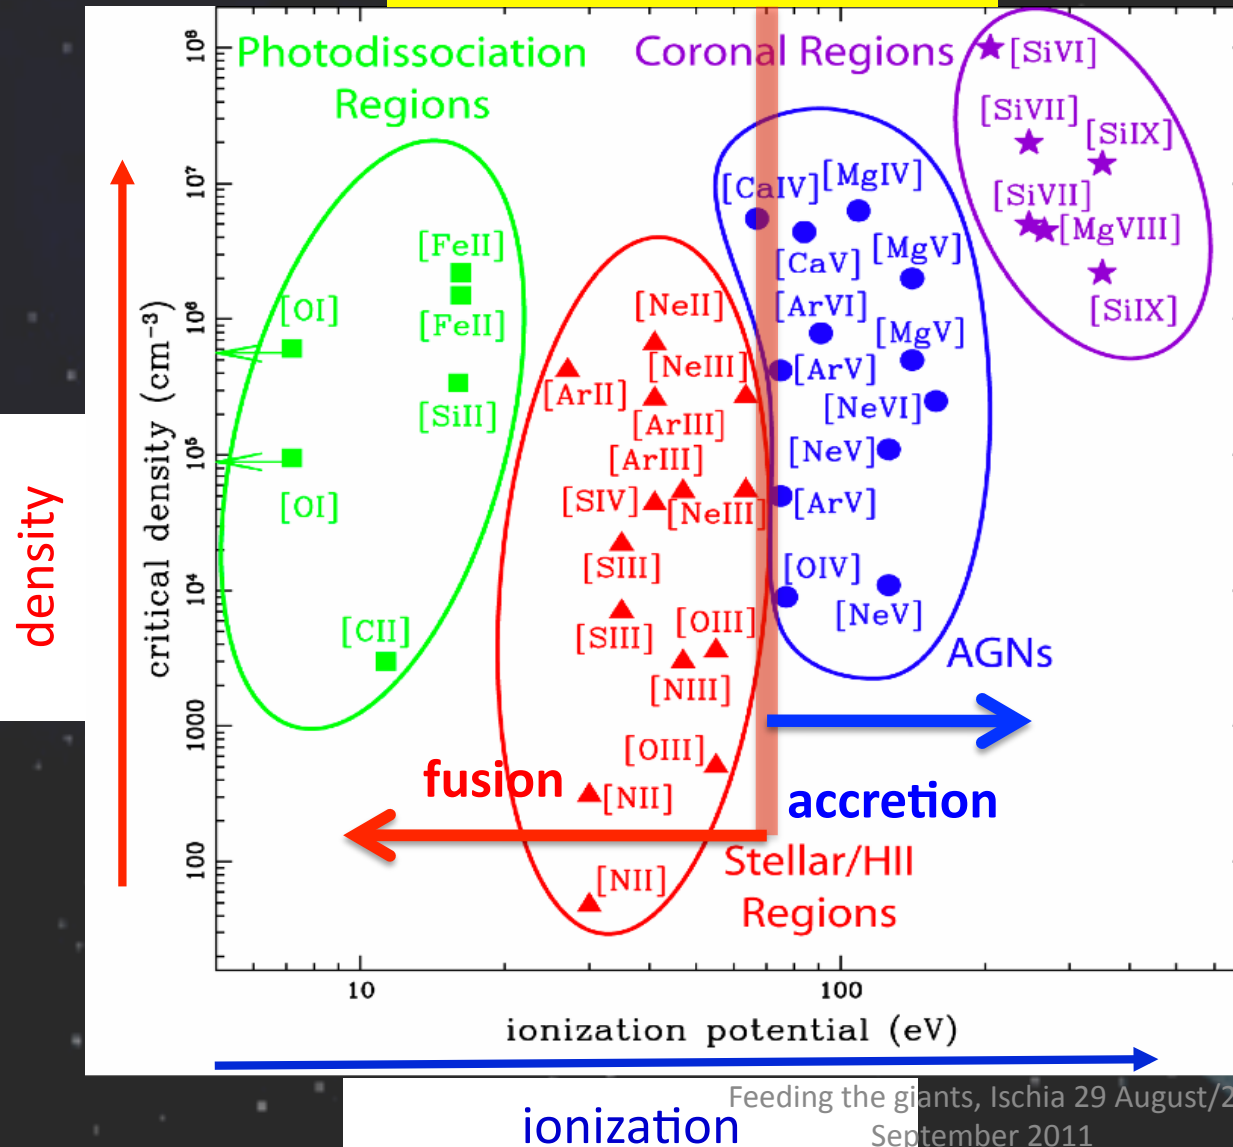 Photodissociation
Regions
Coronal Regions
[SiVI]
[SiVII]
[SiIX]
[SiVII]
[MgVIII]
[SiIX]
[CaIV]
[MgIV]
[CaV]
[MgV]
[ArVI]
[MgV]
[ArV]
[NeVI]
[NeV]
[ArV]
[OIV]
[NeV]
AGNs
[FeII]
[OI]
[FeII]
[SiII]
[OI]
[CII]
[NeII]
[NeIII]
[ArII]
[ArIII]
[ArIII]
[SIV]
[NeIII]
[SIII]
[SIII]
[OIII]
[NIII]
[OIII]
[NII]
[NII]
fusion
accretion
Stellar/HII
Regions
density
critical density (cm⁻³)
10⁸
10⁷
10⁶
10⁵
10⁴
1000
100
10
100
ionization potential (eV)
ionization
Feeding the giants, Ischia 29 August/2
September 2011